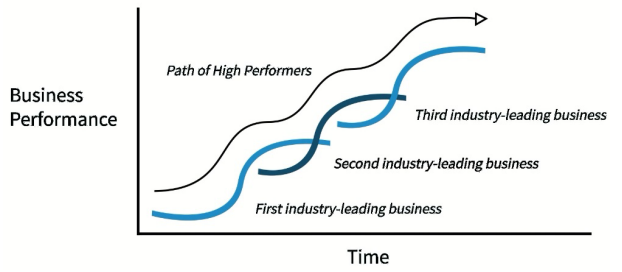 Path of High Performers
Business
Performance
Third industry-leading business
Second industry-leading business
First industry-leading business
Time